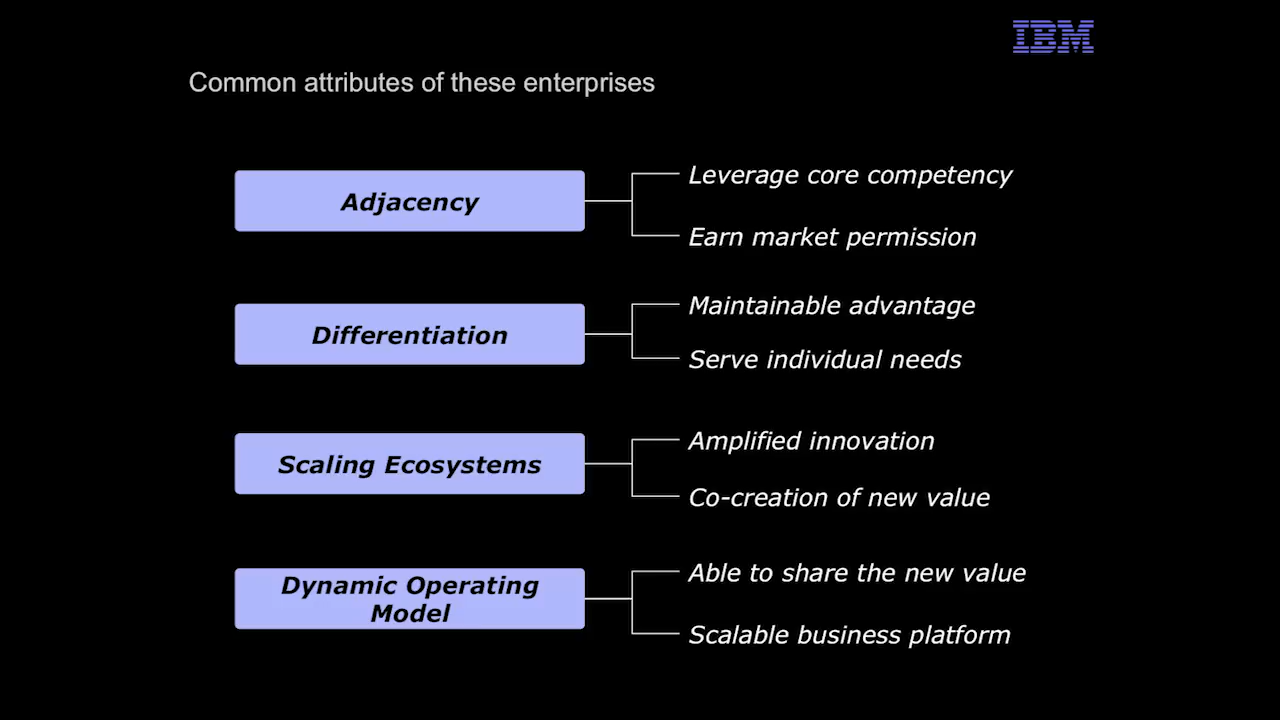 IBM
Common attributes of these enterprises
Adjacency
Leverage core competency
Earn market permission
Differentiation
Maintainable advantage
Serve individual needs
Scaling Ecosystems
Amplified innovation
Co-creation of new value
Dynamic Operating
Model
Able to share the new value
Scalable business platform